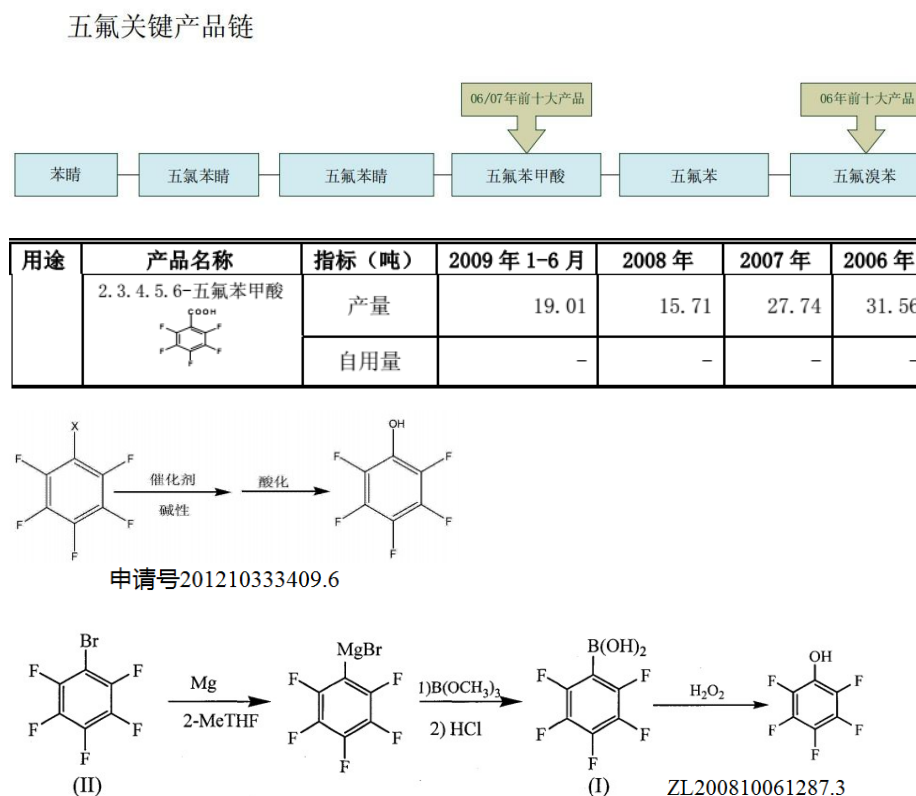 五氟关键产品链
06/07年前十大产品
06年前十大产品
苯睛
五氯苯睛
五氟苯睛
五氟苯甲酸
五氟苯
五氟溴苯
用途 产品名称 指标（吨） 2009 年 1-6 月 2008 年 2007 年 2006 年
2.3.4.5.6-五氟苯甲酸
COOH
F
F
F
F
F
产量 19.01 15.71 27.74 31.56
自用量 － － － －
X
F
F
F
F
F
催化剂
碱性
酸化
OH
F
F
F
F
F
申请号201210333409.6
Br
F
F
F
F
F
(II)
Mg
2-MeTHF
MgBr
F
F
F
F
F
1)B(OCH₃)₃
2) HCl
B(OH)₂
F
F
F
F
F
(I)
H₂O₂
OH
F
F
F
F
F
ZL200810061287.3